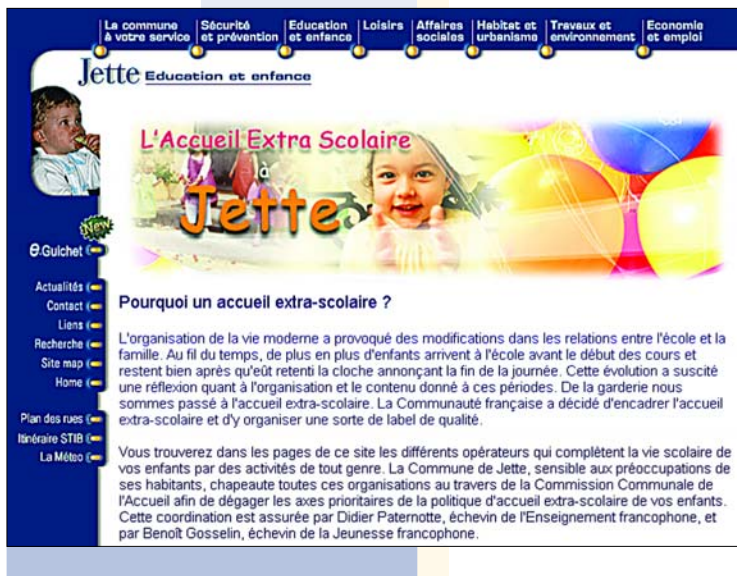 La commune à votre service
Sécurité et prévention
Education et enfance
Loisirs
Affaires sociales
Habitat et urbanisme
Travaux et environnement
Economie et emploi
Jette Education et enfance
L'Accueil Extra Scolaire
à
Jette
New
e.Guichet
Actualités
Contact
Liens
Recherche
Site map
Home
Plan des rues
Itinéraire STIB
La Météo
Pourquoi un accueil extra-scolaire ?
L'organisation de la vie moderne a provoqué des modifications dans les relations entre l'école et la
famille. Au fil du temps, de plus en plus d'enfants arrivent à l'école avant le début des cours et
restent bien après qu'eût retenti la cloche annonçant la fin de la journée. Cette évolution a suscité
une réflexion quant à l'organisation et le contenu donné à ces périodes. De la garderie nous
sommes passé à l'accueil extra-scolaire. La Communauté française a décidé d'encadrer l'accueil
extra-scolaire et d'y organiser une sorte de label de qualité.
Vous trouverez dans les pages de ce site les différents opérateurs qui complètent la vie scolaire de
vos enfants par des activités de tout genre. La Commune de Jette, sensible aux préoccupations de
ses habitants, chapeaute toutes ces organisations au travers de la Commission Communale de
l'Accueil afin de dégager les axes prioritaires de la politique d'accueil extra-scolaire de vos enfants.
Cette coordination est assurée par Didier Paternotte, échevin de l'Enseignement francophone, et
par Benoît Gosselin, échevin de la Jeunesse francophone.